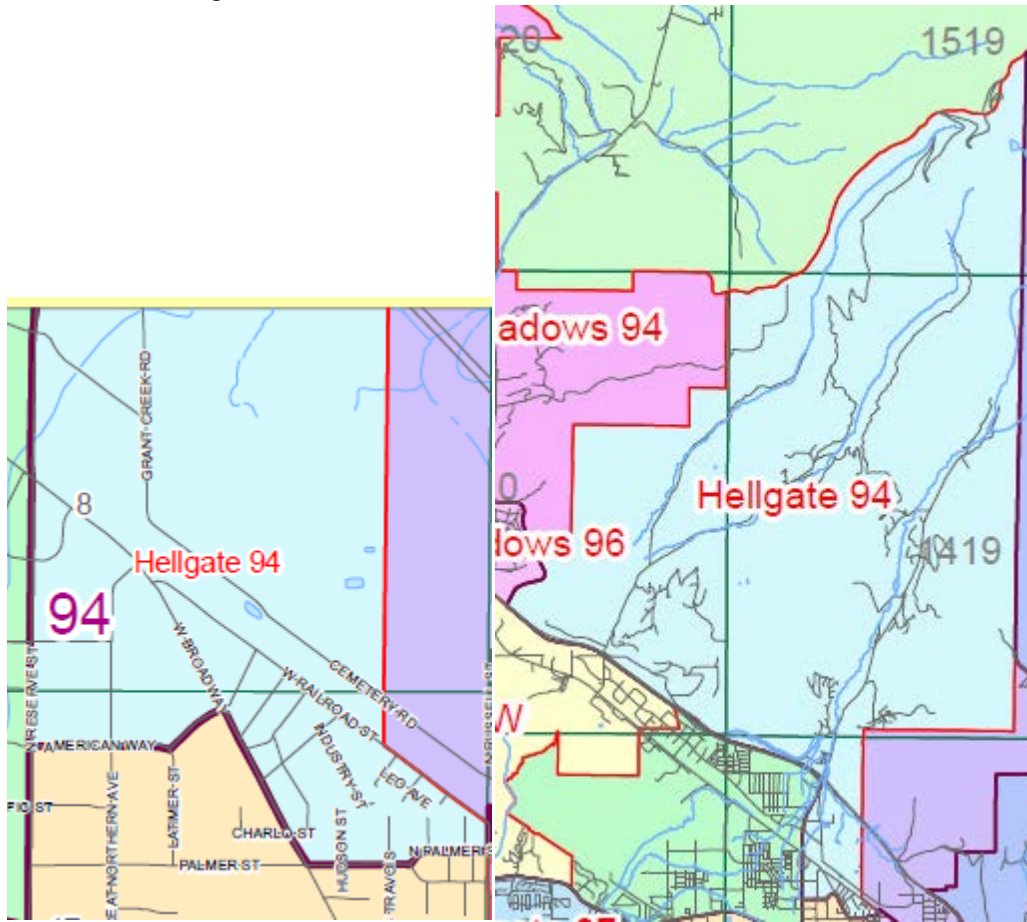 20
1519
adows 94
Hellgate 94
0
dows 96
1419
W
GRANT-CREEK-RD
8
Hellgate 94
94
N RESERVE ST
W-BROADWAY
W-RAILROAD-ST
CEMETERY-RD
N RUSSELL ST
AMERICAN WAY
INDUSTRY-ST
LEO AVE
FIC ST
LATIMER-ST
CHARLO-ST
EAT-NORTHERN-AVE
HUDSON ST
TRAVOIS
PALMER ST
N PALMER